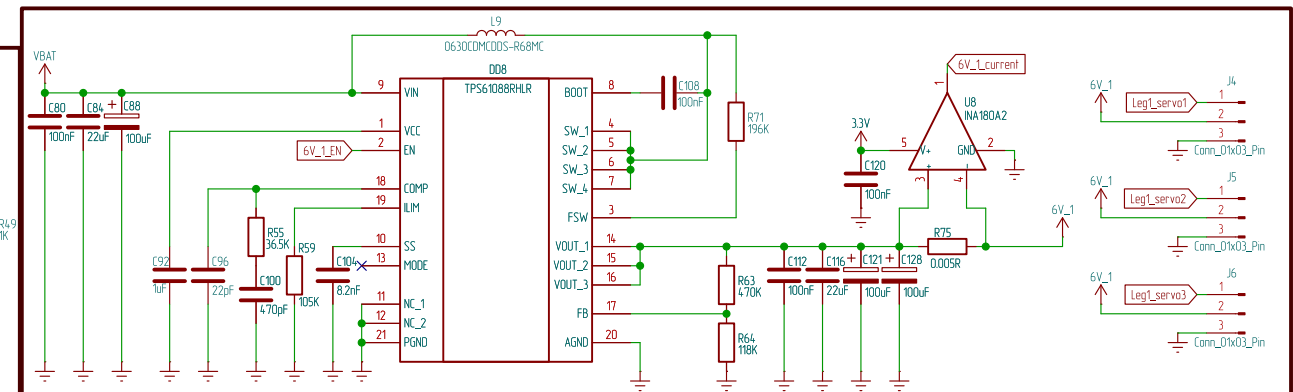 L9
0630CDMCDDS-R68MC
VBAT
DD8
TPS61088RHLR
C80
100nF
C84
22uF
C88
100uF
9
VIN
1
VCC
6V_1_EN
2
EN
18
COMP
19
ILIM
10
SS
13
MODE
11
NC_1
12
NC_2
21
PGND
BOOT
8
SW_1
4
SW_2
5
SW_3
6
SW_4
7
FSW
3
VOUT_1
14
VOUT_2
15
VOUT_3
16
FB
17
AGND
20
C108
100nF
R71
196K
R49
1K
C92
1uF
C96
22pF
R55
36.5K
C100
470pF
R59
105K
C104
8.2nF
R63
470K
R64
118K
C112
100nF
C116
22uF
C121
100uF
C128
100uF
R75
0.005R
6V_1
3.3V
C120
100nF
6V_1_current
1
U8
INA180A2
5
V+
GND
2
+
-
3
4
6V_1
Leg1_servo1
J4
1
2
3
Conn_01x03_Pin
6V_1
Leg1_servo2
J5
1
2
3
Conn_01x03_Pin
6V_1
Leg1_servo3
J6
1
2
3
Conn_01x03_Pin